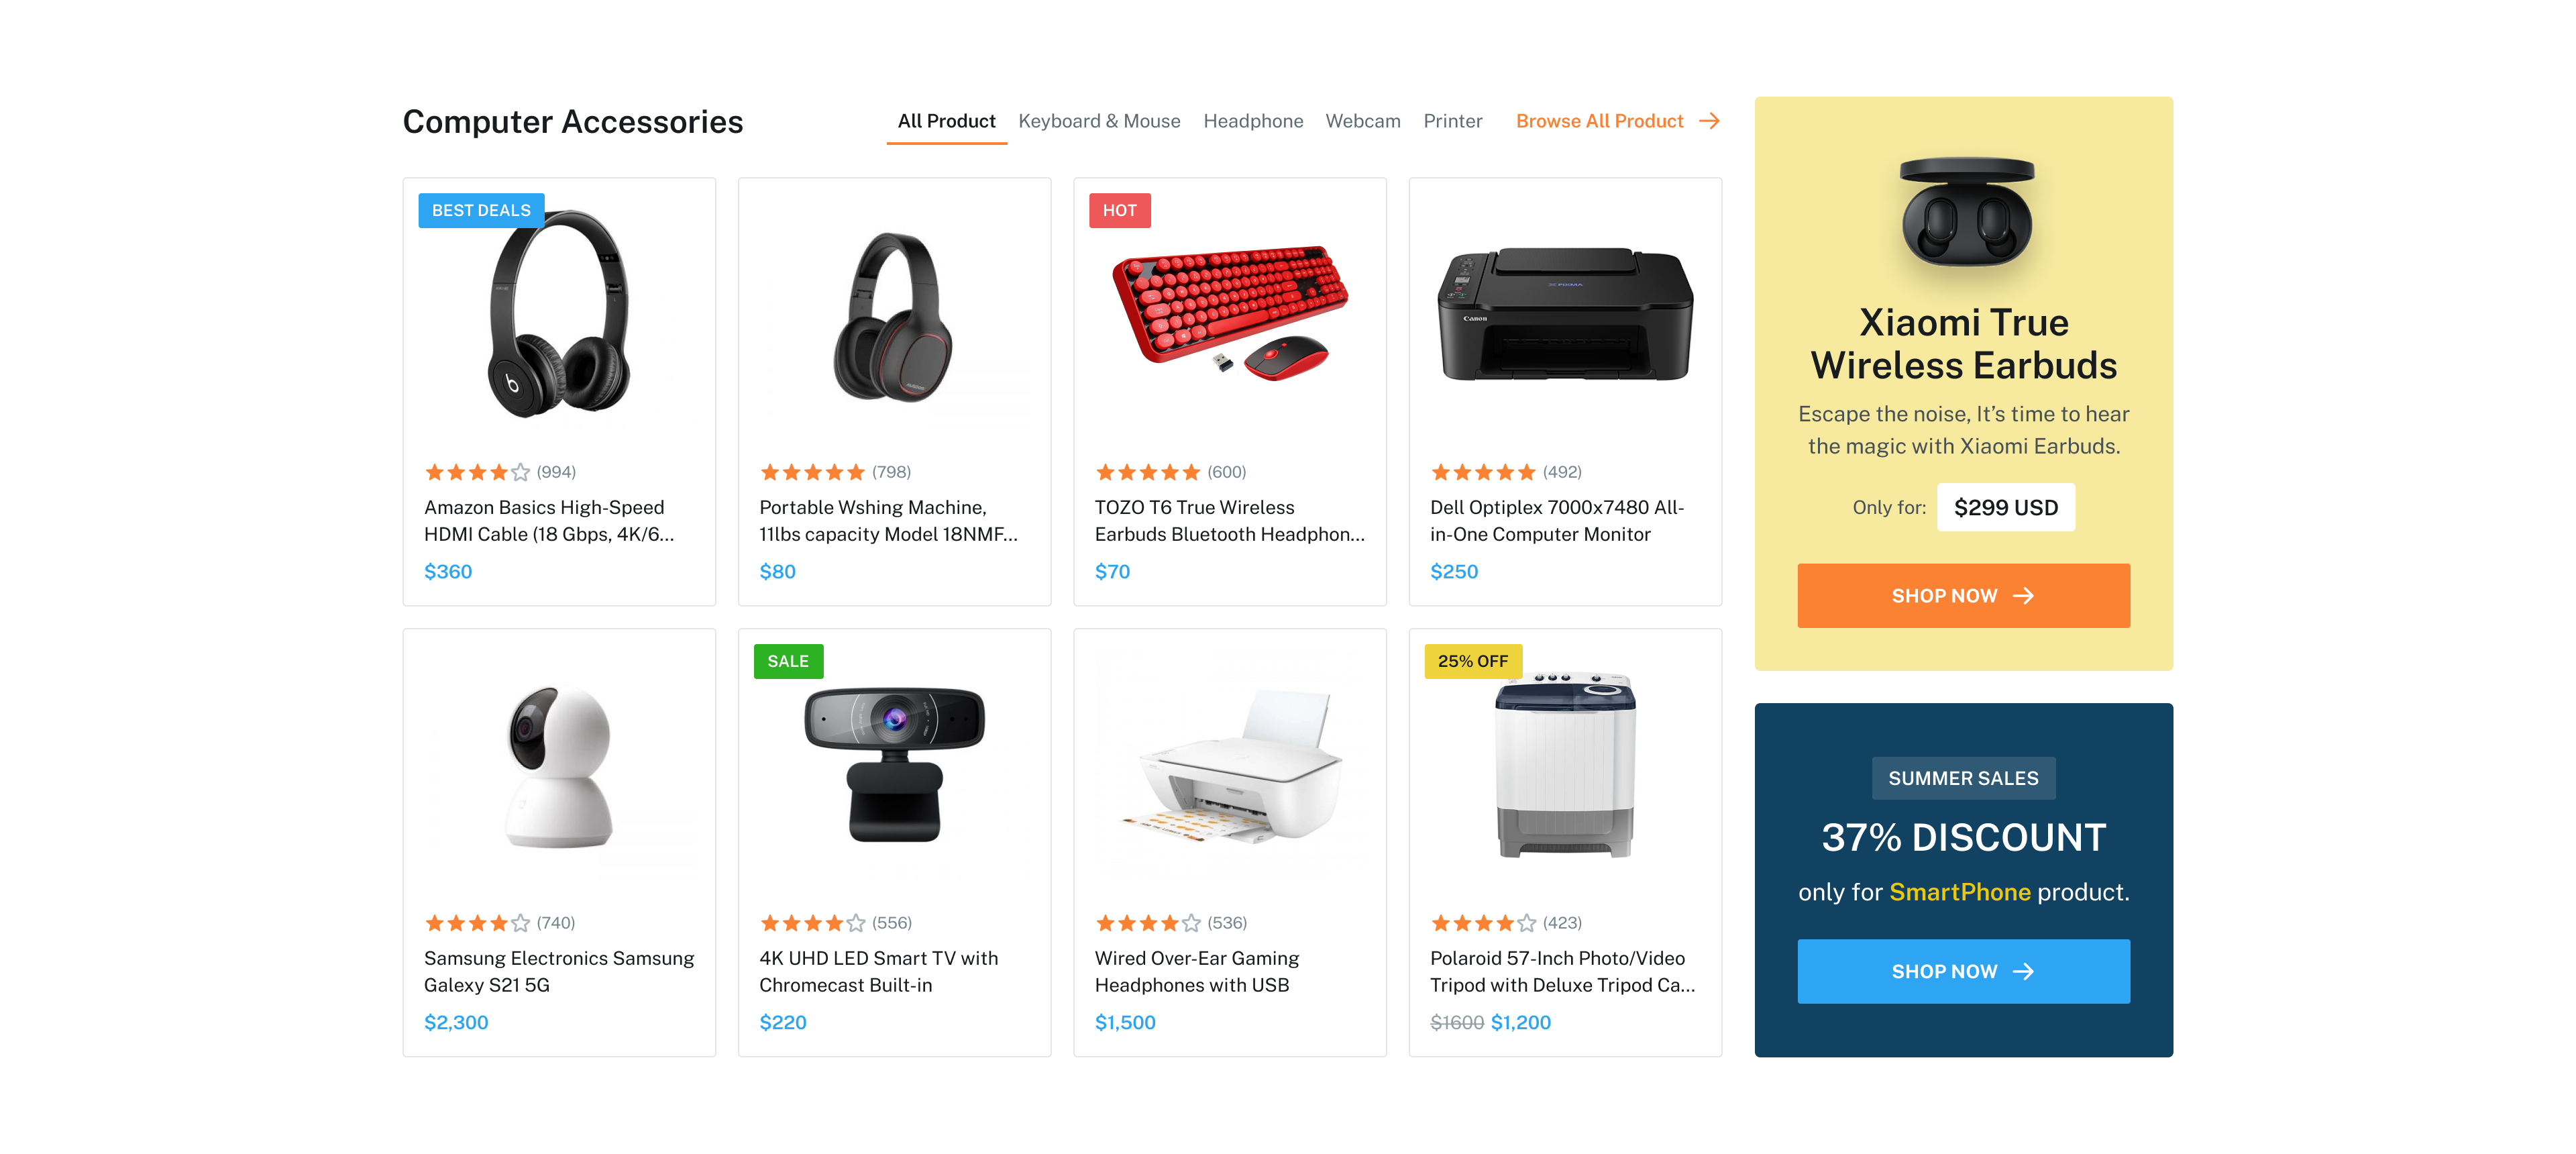 Computer Accessories
All Product Keyboard & Mouse Headphone Webcam Printer Browse All Product
BEST DEALS
(994)
Amazon Basics High-Speed
HDMI Cable (18 Gbps, 4K/6...
$360
(798)
Portable Wshing Machine,
11lbs capacity Model 18NMF...
$80
HOT
(600)
TOZO T6 True Wireless
Earbuds Bluetooth Headphon...
$70
PIXMA
Canon
(492)
Dell Optiplex 7000x7480 All-
in-One Computer Monitor
$250
(740)
Samsung Electronics Samsung
Galexy S21 5G
$2,300
SALE
(556)
4K UHD LED Smart TV with
Chromecast Built-in
$220
(536)
Wired Over-Ear Gaming
Headphones with USB
$1,500
25% OFF
(423)
Polaroid 57-Inch Photo/Video
Tripod with Deluxe Tripod Ca...
$1600 $1,200
Xiaomi True
Wireless Earbuds
Escape the noise, It’s time to hear
the magic with Xiaomi Earbuds.
Only for: $299 USD
SHOP NOW
SUMMER SALES
37% DISCOUNT
only for SmartPhone product.
SHOP NOW